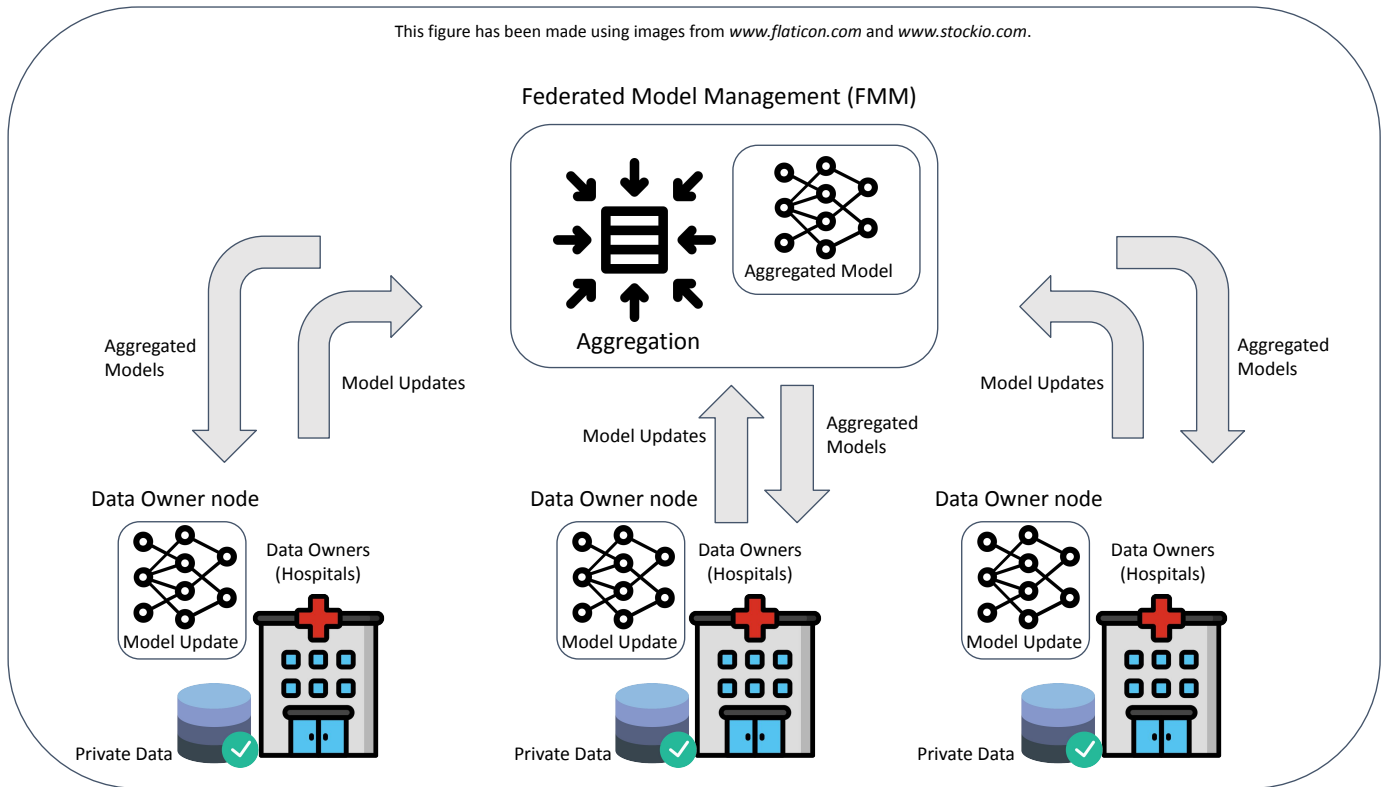 This figure has been made using images from www.flaticon.com and www.stockio.com.
Federated Model Management (FMM)
Aggregated Model
Aggregation
Aggregated
Models
Model Updates
Model Updates
Aggregated
Models
Model Updates
Aggregated
Models
Data Owner node
Data Owners
(Hospitals)
Model Update
Private Data
Data Owner node
Data Owners
(Hospitals)
Model Update
Private Data
Data Owner node
Data Owners
(Hospitals)
Model Update
Private Data